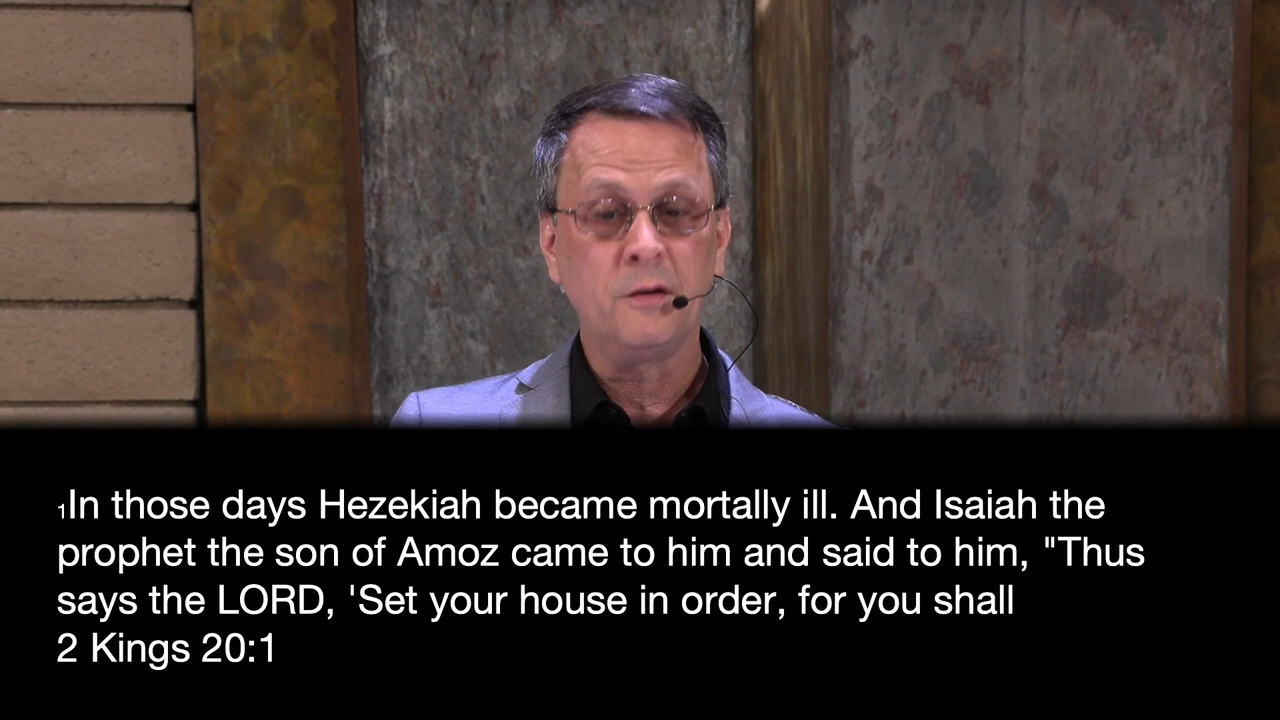 1In those days Hezekiah became mortally ill. And Isaiah the
prophet the son of Amoz came to him and said to him, "Thus
says the LORD, 'Set your house in order, for you shall
2 Kings 20:1